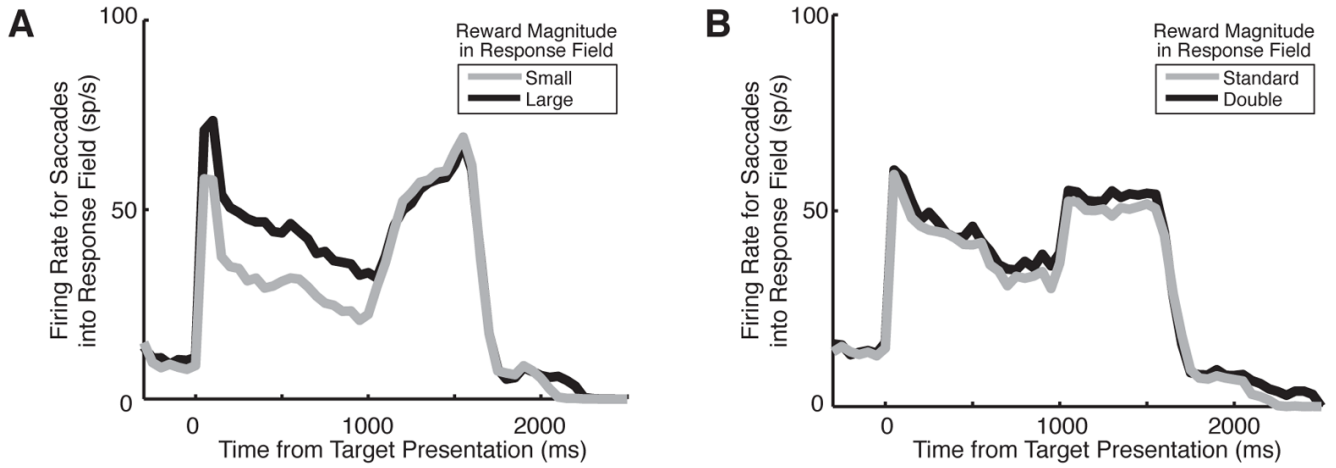 A
100
50
0
Firing Rate for Saccades
into Response Field (sp/s)
Reward Magnitude
in Response Field
Small
Large
0
1000
2000
Time from Target Presentation (ms)
B
100
50
0
Firing Rate for Saccades
into Response Field (sp/s)
Reward Magnitude
in Response Field
Standard
Double
0
1000
2000
Time from Target Presentation (ms)